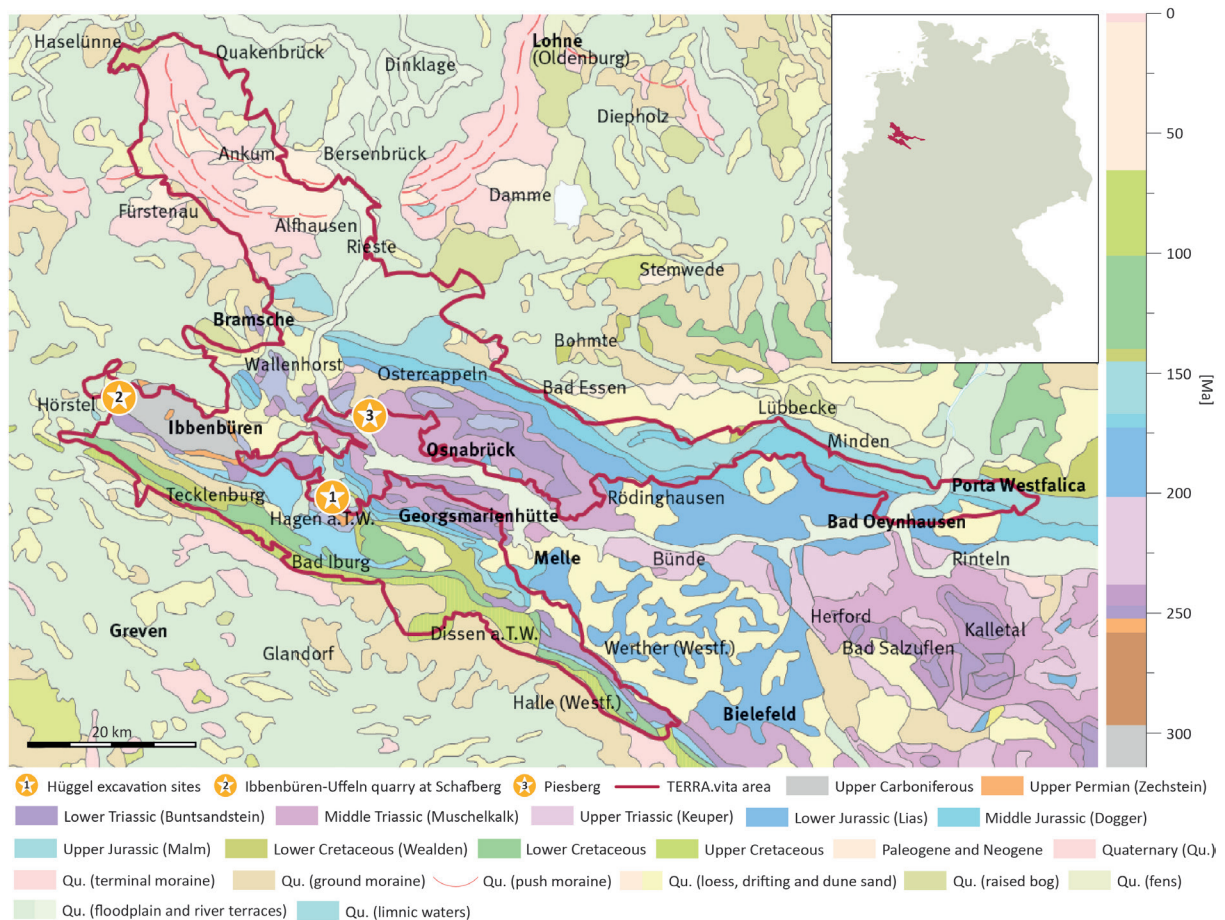 Haselünne
Quakenbrück
Dinklage
Lohne
(Oldenburg)
Diepholz
Ankum
Bersenbrück
Damme
Fürstenau
Alfhausen
Rieste
Stemwede
Bramsche
Bohmte
Wallenhorst
Ostercappeln
Bad Essen
2
Hörstel
3
Lübbecke
Ibbenbüren
Minden
Osnabrück
Tecklenburg
1
Rödinghausen
Porta Westfalica
Hagen a.T.W.
Georgsmarienhütte
Bad Oeynhausen
Bad Iburg
Melle
Bünde
Rinteln
Greven
Dissen a.T.W.
Herford
Kalletal
Glandorf
Werther (Westf.)
Bad Salzuflen
Halle (Westf.)
Bielefeld
20 km
0
50
100
150
200
250
300
[Ma]
1 Hüggel excavation sites 2 Ibbenbüren-Uffeln quarry at Schafberg 3 Piesberg TERRA.vita area Upper Carboniferous Upper Permian (Zechstein)
Lower Triassic (Buntsandstein) Middle Triassic (Muschelkalk) Upper Triassic (Keuper) Lower Jurassic (Lias) Middle Jurassic (Dogger)
Upper Jurassic (Malm) Lower Cretaceous (Wealden) Lower Cretaceous Upper Cretaceous Paleogene and Neogene Quaternary (Qu.)
Qu. (terminal moraine) Qu. (ground moraine) Qu. (push moraine) Qu. (loess, drifting and dune sand) Qu. (raised bog) Qu. (fens)
Qu. (floodplain and river terraces) Qu. (limnic waters)